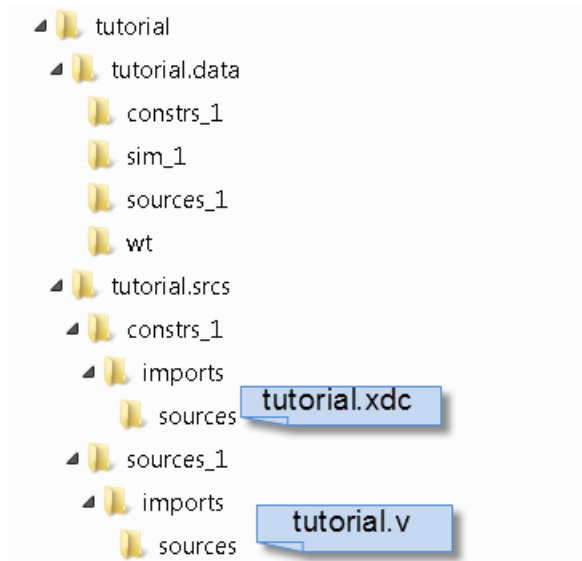 tutorial
tutorial.data
constrs_1
sim_1
sources_1
wt
tutorial.srcs
constrs_1
imports
sources tutorial.xdc
sources_1
imports
sources tutorial.v